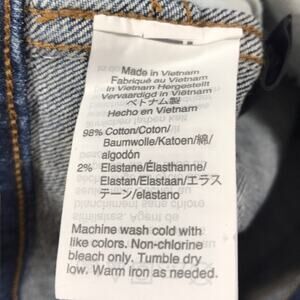 Made in Vietnam
Fabriqué au Vietnam
in Vietnam Hergestellt
Vervaardigd in Vietnam
ベトナム製
Hecho en Vietnam
98% Cotton/Coton/
Baumwolle/Katoen/綿/
algodón
2% Elastane/Élasthanne/
Elastan/Elastaan/エラス
テーン/elastano
Machine wash cold with
like colors. Non-chlorine
bleach only. Tumble dry
low. Warm iron as needed.